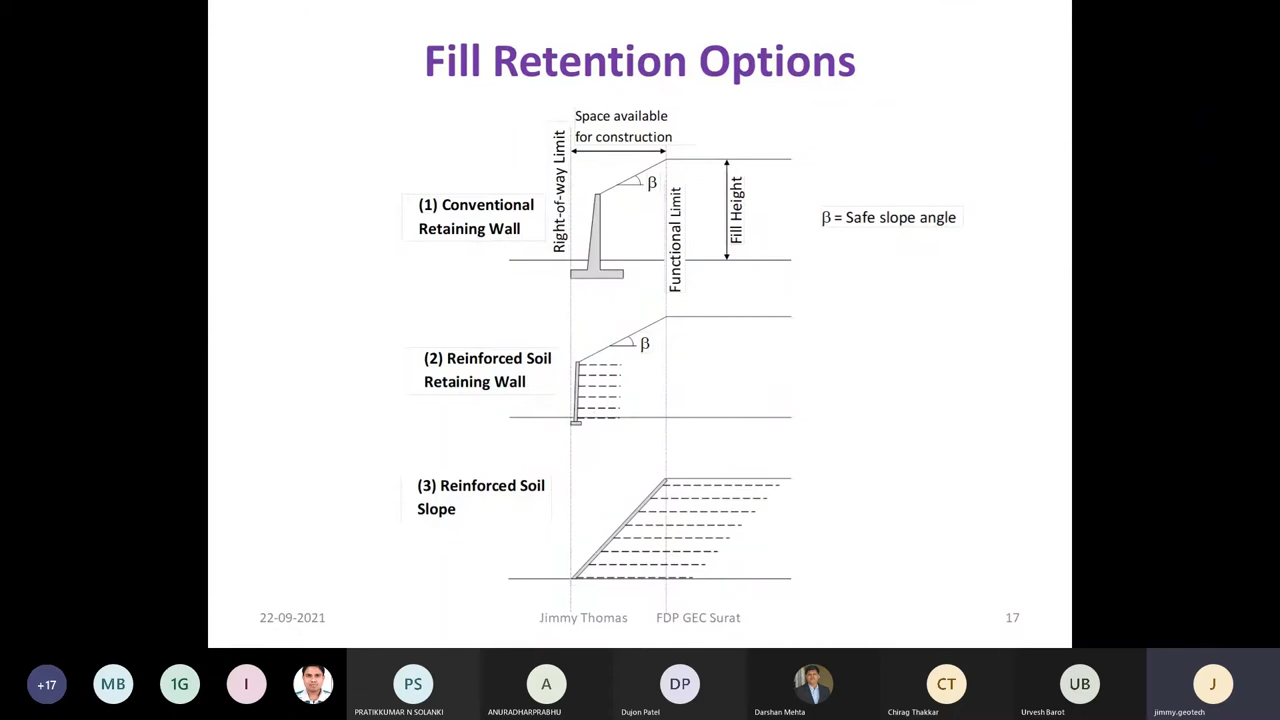 Fill Retention Options
Space available
for construction
Right-of-way Limit
β
Functional Limit
Fill Height
(1) Conventional
Retaining Wall
β = Safe slope angle
β
(2) Reinforced Soil
Retaining Wall
(3) Reinforced Soil
Slope
22-09-2021
Jimmy Thomas
FDP GEC Surat
17
+17
MB
1G
I
PS
PRATIKKUMAR N SOLANKI
A
ANURADHARPRABHU
DP
Dujon Patel
Darshan Mehta
CT
Chirag Thakkar
UB
Urvesh Barot
J
jimmy.geotech